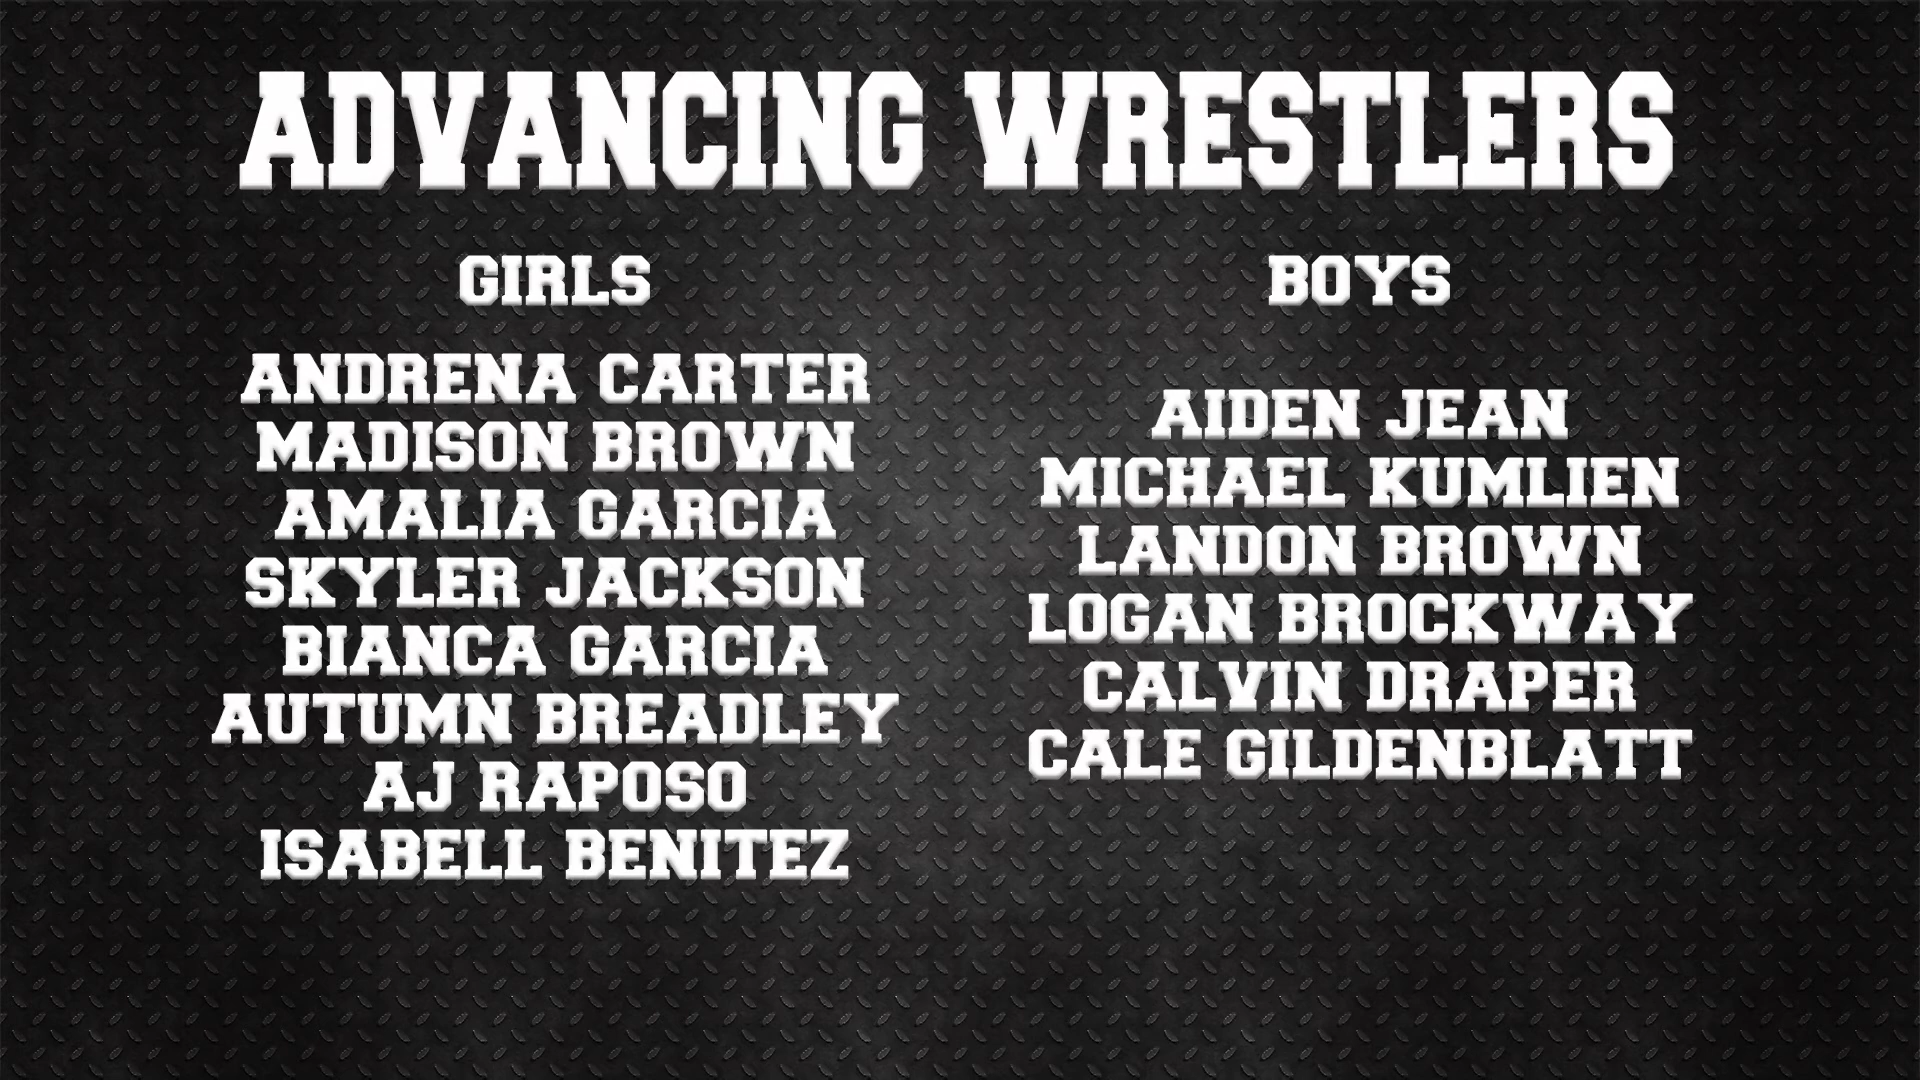 ADVANCING WRESTLERS
GIRLS
ANDRENA CARTER
MADISON BROWN
AMALIA GARCIA
SKYLER JACKSON
BIANCA GARCIA
AUTUMN BREADLEY
AJ RAPOSO
ISABELL BENITEZ
BOYS
AIDEN JEAN
MICHAEL KUMLIEN
LANDON BROWN
LOGAN BROCKWAY
CALVIN DRAPER
CALE GILDENBLATT